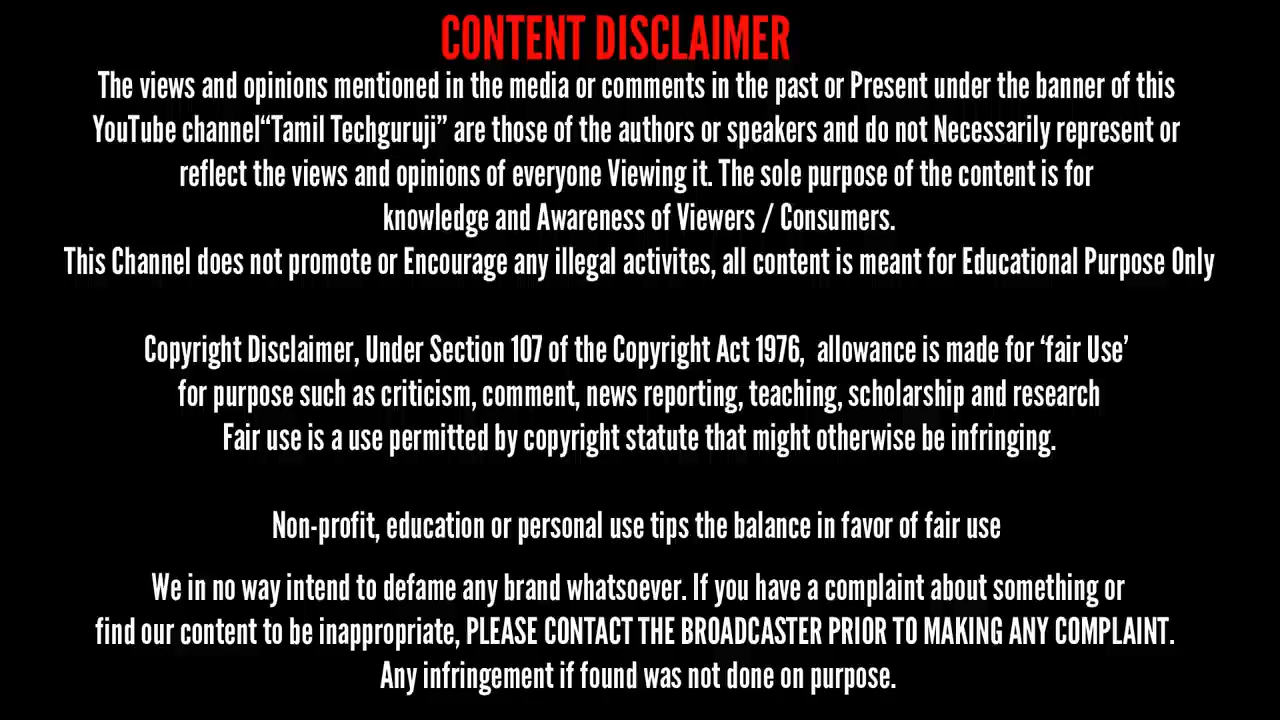 CONTENT DISCLAIMER
The views and opinions mentioned in the media or comments in the past or Present under the banner of this
YouTube channel“Tamil Techguruji” are those of the authors or speakers and do not Necessarily represent or
reflect the views and opinions of everyone Viewing it. The sole purpose of the content is for
knowledge and Awareness of Viewers / Consumers.
This Channel does not promote or Encourage any illegal activites, all content is meant for Educational Purpose Only
Copyright Disclaimer, Under Section 107 of the Copyright Act 1976, allowance is made for ‘fair Use’
for purpose such as criticism, comment, news reporting, teaching, scholarship and research
Fair use is a use permitted by copyright statute that might otherwise be infringing.
Non-profit, education or personal use tips the balance in favor of fair use
We in no way intend to defame any brand whatsoever. If you have a complaint about something or
find our content to be inappropriate, PLEASE CONTACT THE BROADCASTER PRIOR TO MAKING ANY COMPLAINT.
Any infringement if found was not done on purpose.